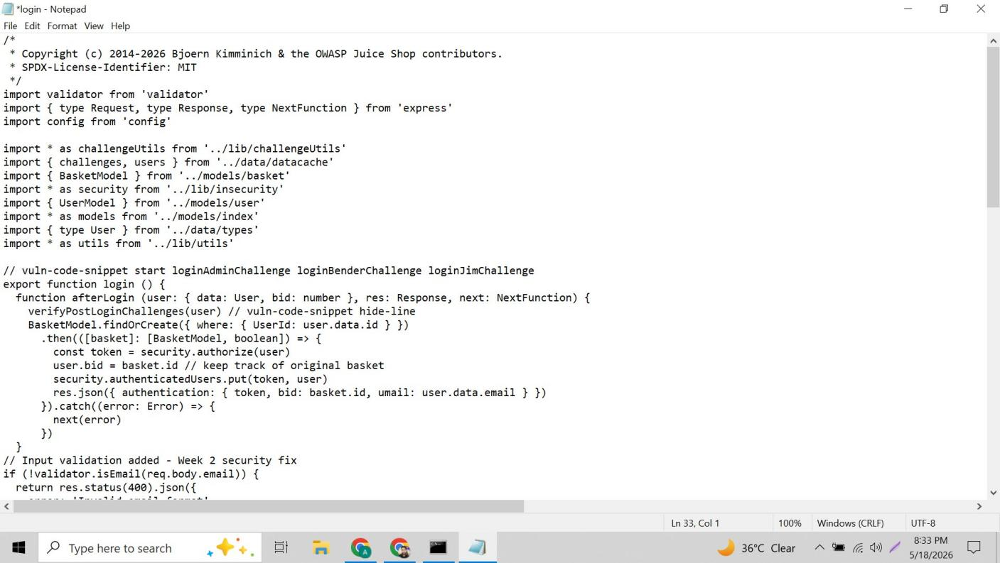 *login - Notepad
File Edit Format View Help
/*
 * Copyright (c) 2014-2026 Bjoern Kimminich & the OWASP Juice Shop contributors.
 * SPDX-License-Identifier: MIT
 */
import validator from 'validator'
import { type Request, type Response, type NextFunction } from 'express'
import config from 'config'

import * as challengeUtils from '../lib/challengeUtils'
import { challenges, users } from '../data/datacache'
import { BasketModel } from '../models/basket'
import * as security from '../lib/insecurity'
import { UserModel } from '../models/user'
import * as models from '../models/index'
import { type User } from '../data/types'
import * as utils from '../lib/utils'

// vuln-code-snippet start loginAdminChallenge loginBenderChallenge loginJimChallenge
export function login () {
  function afterLogin (user: { data: User, bid: number }, res: Response, next: NextFunction) {
    verifyPostLoginChallenges(user) // vuln-code-snippet hide-line
    BasketModel.findOrCreate({ where: { UserId: user.data.id } })
      .then(([basket]: [BasketModel, boolean]) => {
        const token = security.authorize(user)
        user.bid = basket.id // keep track of original basket
        security.authenticatedUsers.put(token, user)
        res.json({ authentication: { token, bid: basket.id, umail: user.data.email } })
      }).catch((error: Error) => {
        next(error)
      })
  }
// Input validation added - Week 2 security fix
if (!validator.isEmail(req.body.email)) {
  return res.status(400).json({
    error: 'Invalid email format'
Ln 33, Col 1 100% Windows (CRLF) UTF-8
Type here to search
A
36°C Clear
8:33 PM
5/18/2026